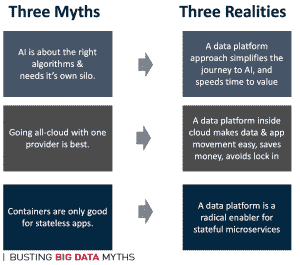 Three Myths
Three Realities
AI is about the right
algorithms &
needs it's own silo.
A data platform
approach simplifies the
journey to AI, and
speeds time to value
Going all-cloud with one
provider is best.
A data platform inside
cloud makes data & app
movement easy, saves
money, avoids lock in
Containers are only good
for stateless apps.
A data platform is a
radical enabler for
stateful microservices
| BUSTING BIG DATA MYTHS